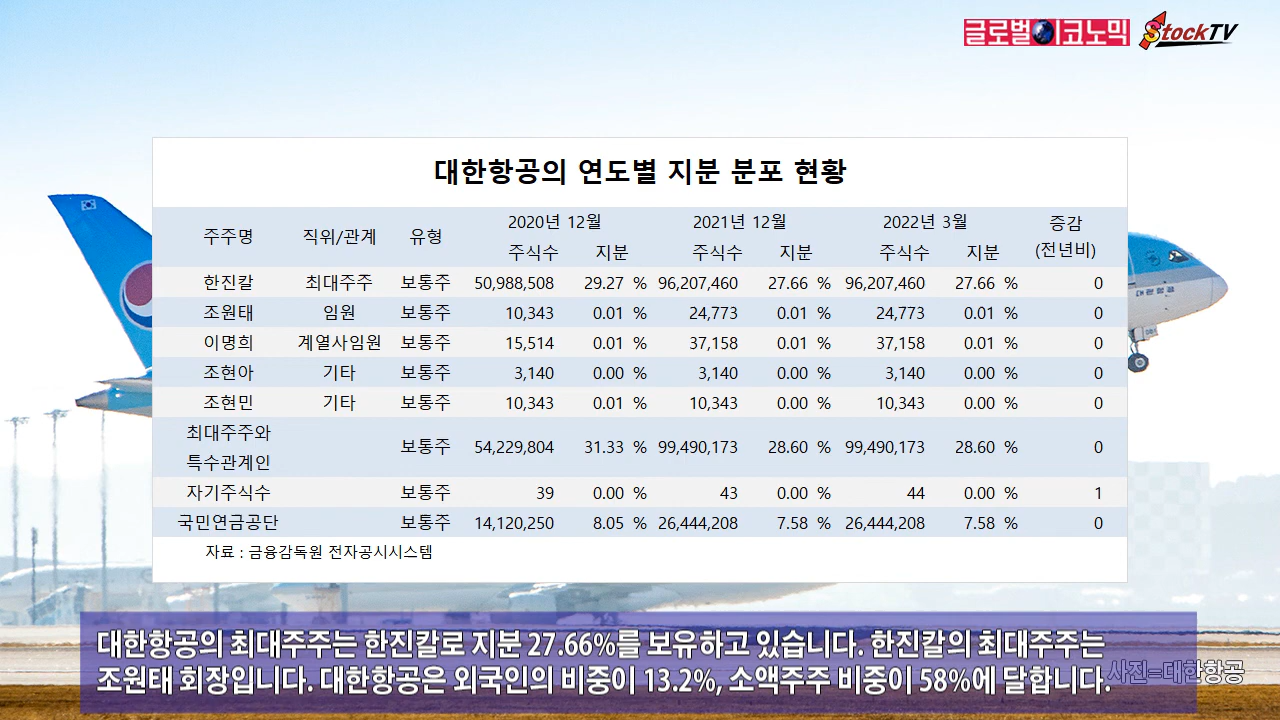 글로벌이코노믹 StockTV
대한항공의 연도별 지분 분포 현황
주주명 직위/관계 유형 2020년 12월 2021년 12월 2022년 3월 증감
주식수 지분 주식수 지분 주식수 지분 (전년비)
한진칼 최대주주 보통주 50,988,508 29.27 % 96,207,460 27.66 % 96,207,460 27.66 % 0
조원태 임원 보통주 10,343 0.01 % 24,773 0.01 % 24,773 0.01 % 0
이명희 계열사임원 보통주 15,514 0.01 % 37,158 0.01 % 37,158 0.01 % 0
조현아 기타 보통주 3,140 0.00 % 3,140 0.00 % 3,140 0.00 % 0
조현민 기타 보통주 10,343 0.01 % 10,343 0.00 % 10,343 0.00 % 0
최대주주와
특수관계인 보통주 54,229,804 31.33 % 99,490,173 28.60 % 99,490,173 28.60 % 0
자기주식수 보통주 39 0.00 % 43 0.00 % 44 0.00 % 1
국민연금공단 보통주 14,120,250 8.05 % 26,444,208 7.58 % 26,444,208 7.58 % 0
자료 : 금융감독원 전자공시시스템
대한항공
대한항공의 최대주주는 한진칼로 지분 27.66%를 보유하고 있습니다. 한진칼의 최대주주는
조원태 회장입니다. 대한항공은 외국인의 비중이 13.2%, 소액주주 비중이 58%에 달합니다.
사진=대한항공